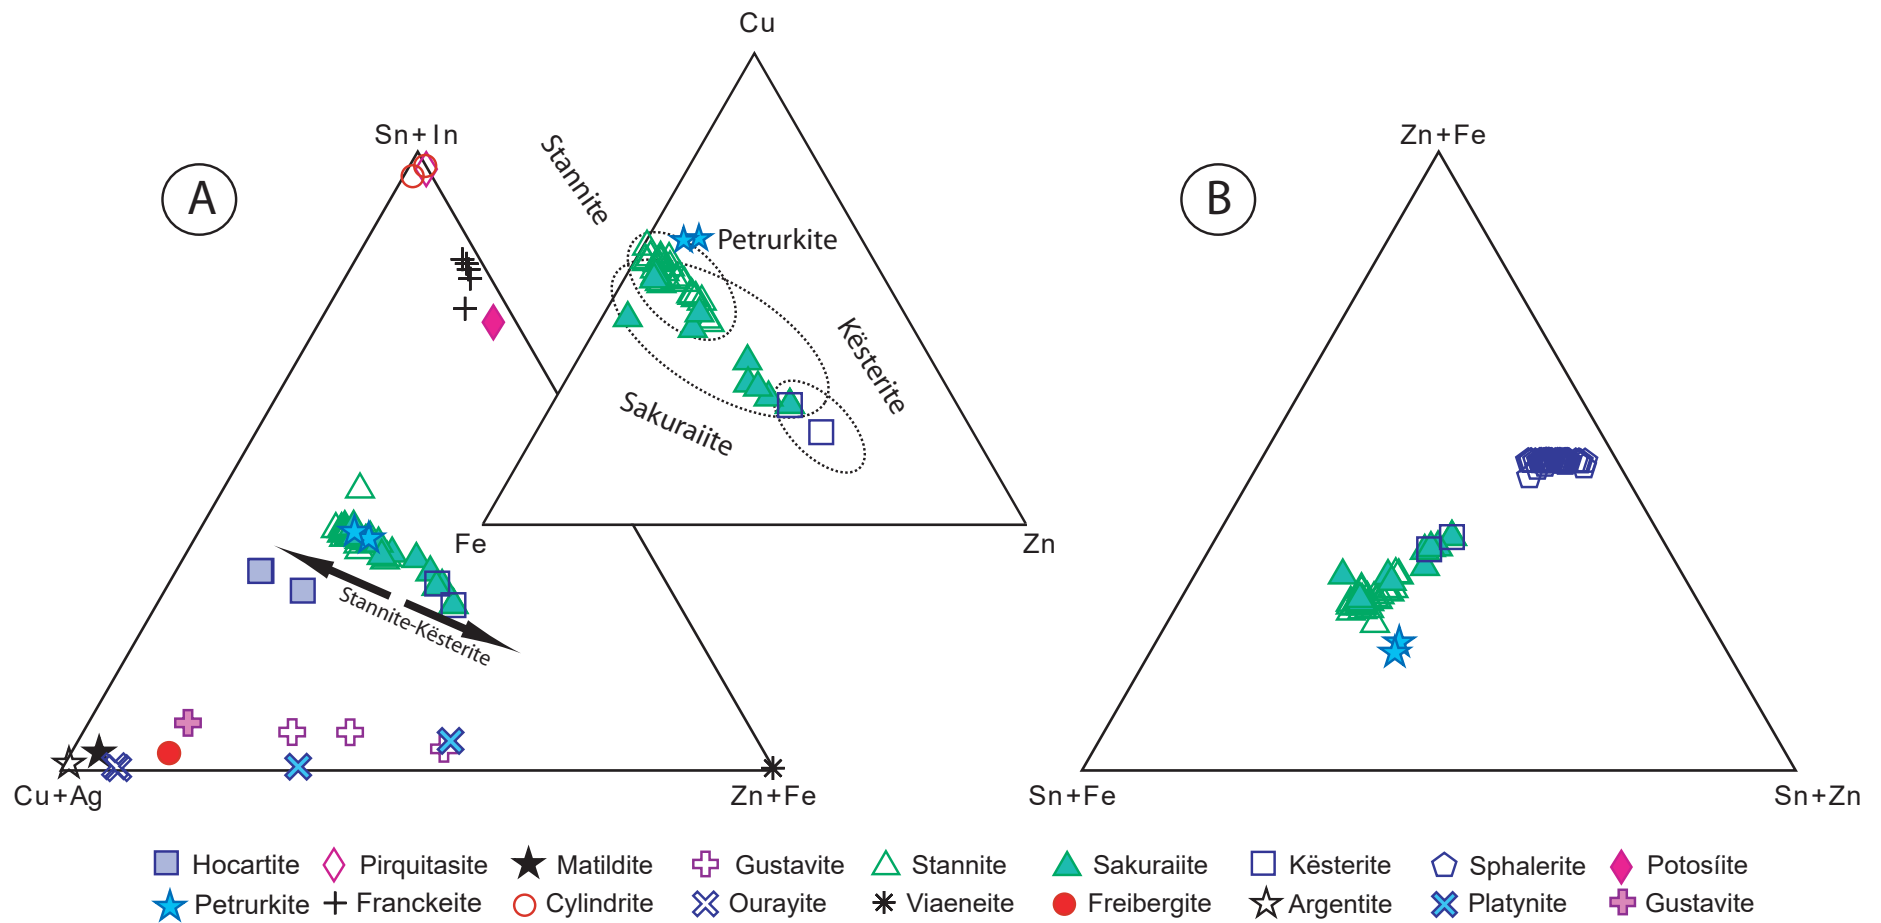 Cu
Sn+In
Zn+Fe
A
B
Stannite
Petrurkite
Kësterite
Sakuraiite
Fe
Zn
Stannite-Kësterite
Cu+Ag
Zn+Fe
Sn+Fe
Sn+Zn
Hocartite Pirquitasite Matildite Gustavite Stannite Sakuraiite Kësterite Sphalerite Potosíite
Petrurkite Franckeite Cylindrite Ourayite Viaeneite Freibergite Argentite Platynite Gustavite